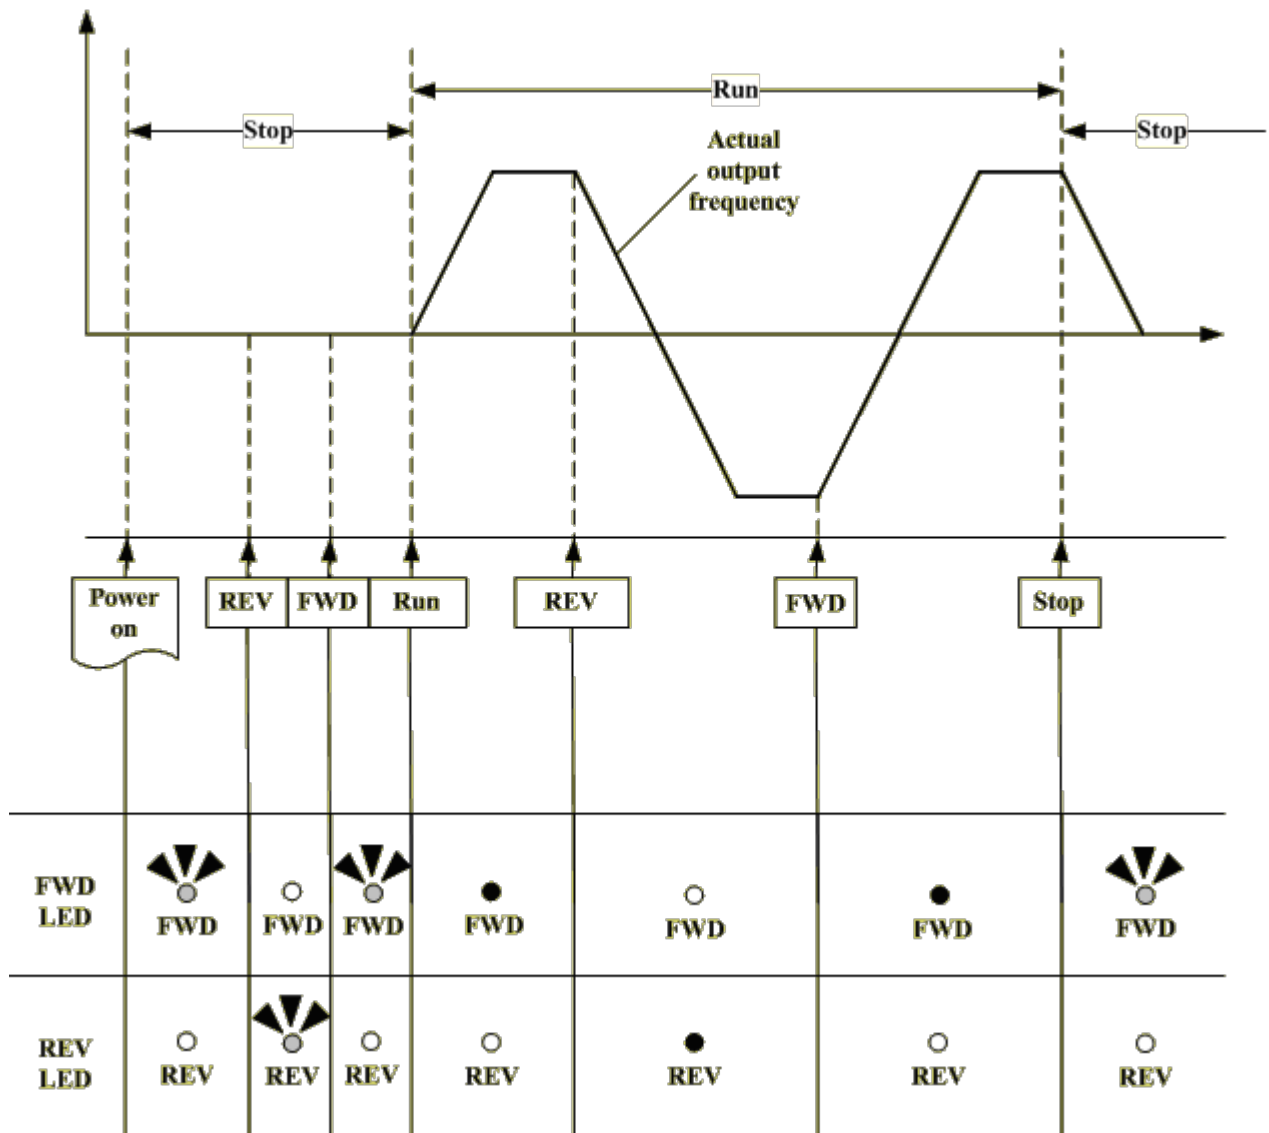 Run
Stop
Stop
Actual
output
frequency
Power
on
REV
FWD
Run
REV
FWD
Stop
FWD
LED
FWD
FWD
FWD
FWD
FWD
FWD
FWD
REV
LED
REV
REV
REV
REV
REV
REV
REV